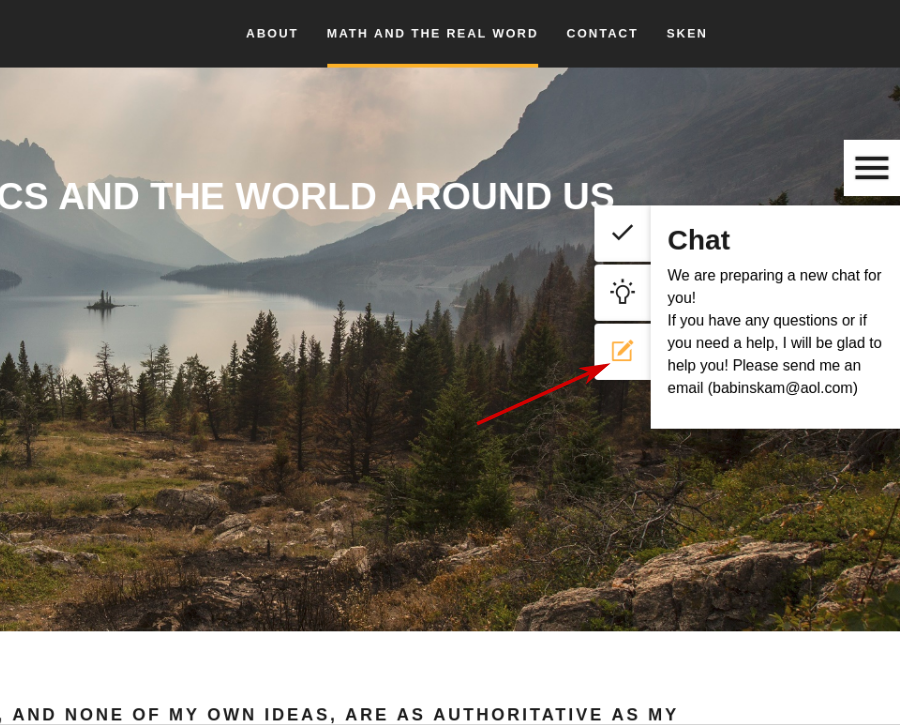 ABOUT MATH AND THE REAL WORD CONTACT SKEN
CS AND THE WORLD AROUND US
Chat
We are preparing a new chat for
you!
If you have any questions or if
you need a help, I will be glad to
help you! Please send me an
email (babinskam@aol.com)
, AND NONE OF MY OWN IDEAS, ARE AS AUTHORITATIVE AS MY